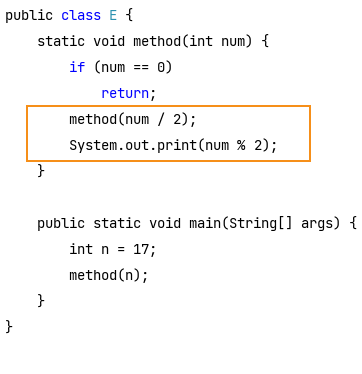 public class E {
    static void method(int num) {
        if (num == 0)
            return;
        method(num / 2);
        System.out.print(num % 2);
    }

    public static void main(String[] args) {
        int n = 17;
        method(n);
    }
}